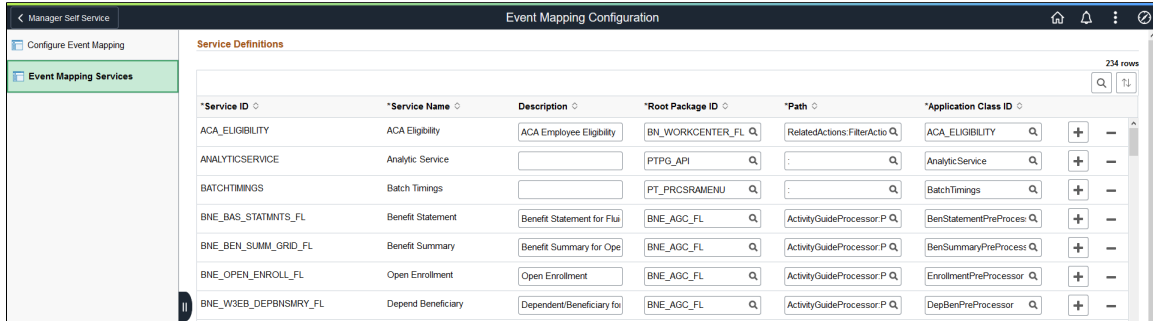 Manager Self Service
Event Mapping Configuration
Configure Event Mapping
Event Mapping Services
Service Definitions
234 rows
*Service ID *Service Name Description *Root Package ID *Path *Application Class ID
ACA_ELIGIBILITY ACA Eligibility ACA Employee Eligibility BN_WORKCENTER_FL RelatedActions:FilterActio ACA_ELIGIBILITY
ANALYTICSERVICE Analytic Service PTPG_API : AnalyticService
BATCHTIMINGS Batch Timings PT_PRCSRAMENU : BatchTimings
BNE_BAS_STATMNTS_FL Benefit Statement Benefit Statement for Flui BNE_AGC_FL ActivityGuideProcessor:P BenStatementPreProces
BNE_BEN_SUMM_GRID_FL Benefit Summary Benefit Summary for Ope BNE_AGC_FL ActivityGuideProcessor:P BenSummaryPreProcess
BNE_OPEN_ENROLL_FL Open Enrollment Open Enrollment BNE_AGC_FL ActivityGuideProcessor:P EnrollmentPreProcessor
BNE_W3EB_DEPBNSMRY_FL Depend Beneficiary Dependent/Beneficiary for BNE_AGC_FL ActivityGuideProcessor:P DepBenPreProcessor